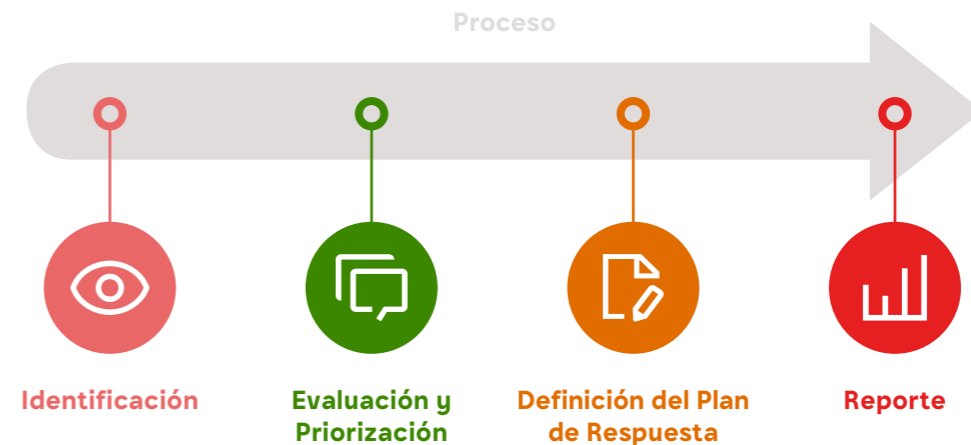 Proceso
Identificación
Evaluación y
Priorización
Definición del Plan
de Respuesta
Reporte